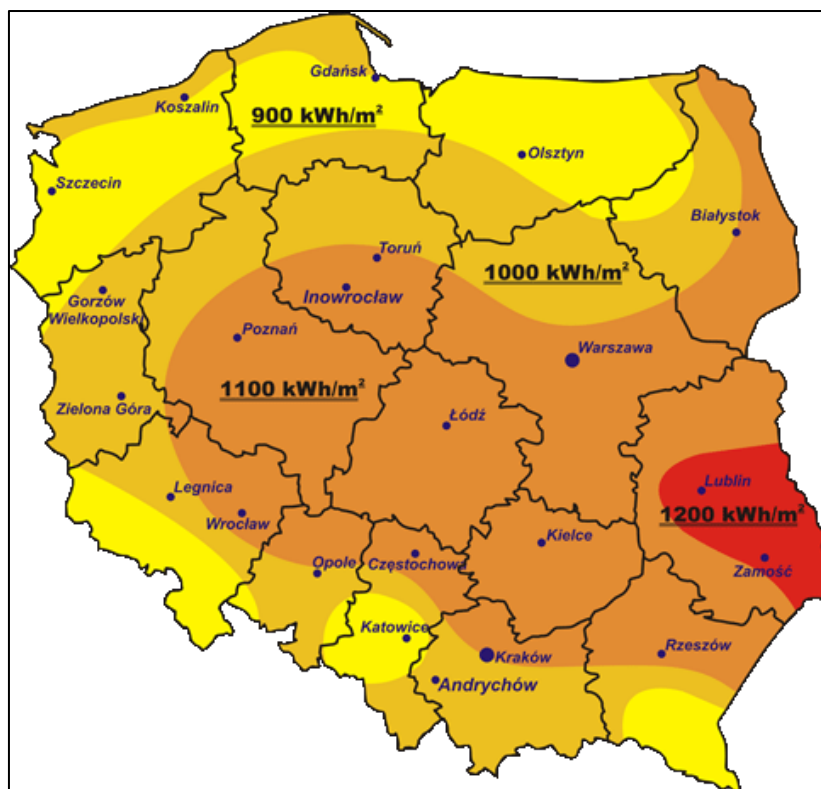 Gdańsk
Koszalin
900 kWh/m²
Olsztyn
Szczecin
Białystok
Toruń
1000 kWh/m²
Inowrocław
Gorzów
Wielkopolski
Poznań
Warszawa
1100 kWh/m²
Zielona Góra
Łódź
Legnica
Lublin
Wrocław
1200 kWh/m²
Kielce
Opole
Częstochowa
Zamość
Katowice
Kraków
Rzeszów
Andrychów